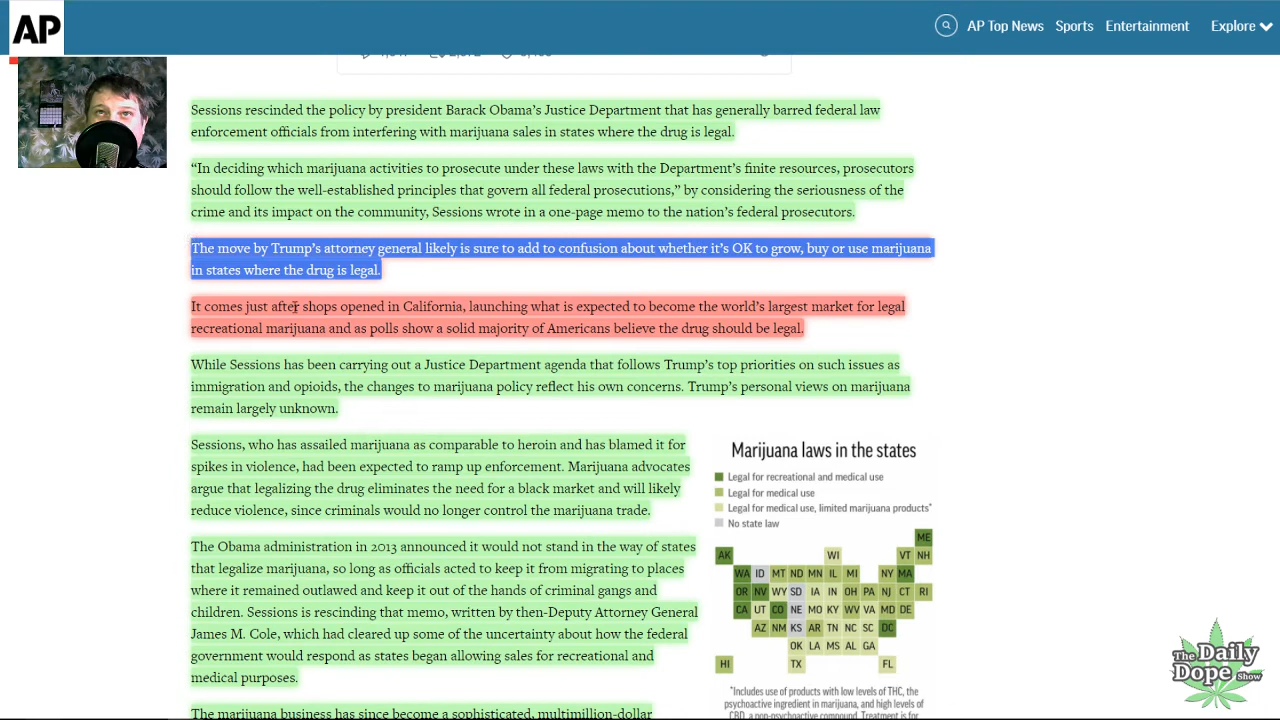 AP
AP Top News
Sports
Entertainment
Explore
Sessions rescinded the policy by president Barack Obama’s Justice Department that has generally barred federal law
enforcement officials from interfering with marijuana sales in states where the drug is legal.
“In deciding which marijuana activities to prosecute under these laws with the Department’s finite resources, prosecutors
should follow the well-established principles that govern all federal prosecutions,” by considering the seriousness of the
crime and its impact on the community, Sessions wrote in a one-page memo to the nation’s federal prosecutors.
The move by Trump’s attorney general likely is sure to add to confusion about whether it’s OK to grow, buy or use marijuana
in states where the drug is legal.
It comes just after shops opened in California, launching what is expected to become the world’s largest market for legal
recreational marijuana and as polls show a solid majority of Americans believe the drug should be legal.
While Sessions has been carrying out a Justice Department agenda that follows Trump’s top priorities on such issues as
immigration and opioids, the changes to marijuana policy reflect his own concerns. Trump’s personal views on marijuana
remain largely unknown.
Sessions, who has assailed marijuana as comparable to heroin and has blamed it for
spikes in violence, had been expected to ramp up enforcement. Marijuana advocates
argue that legalizing the drug eliminates the need for a black market and will likely
reduce violence, since criminals would no longer control the marijuana trade.
The Obama administration in 2013 announced it would not stand in the way of states
that legalize marijuana, so long as officials acted to keep it from migrating to places
where it remained outlawed and keep it out of the hands of criminal gangs and
children. Sessions is rescinding that memo, written by then-Deputy Attorney General
James M. Cole, which had cleared up some of the uncertainty about how the federal
government would respond as states began allowing sales for recreational and
medical purposes.
The marijuana business has since become a sophisticated, multimillion-dollar
Marijuana laws in the states
Legal for recreational and medical use
Legal for medical use
Legal for medical use, limited marijuana products*
No state law
ME
AK WI VT NH
WA ID MT ND MN IL MI NY MA
OR NV WY SD IA IN OH PA NJ CT RI
CA UT CO NE MO KY WV VA MD DE
AZ NM KS AR TN NC SC DC
OK LA MS AL GA
HI TX FL
*Includes use of products with low levels of THC, the
psychoactive ingredient in marijuana, and high levels of
CBD, a non-psychoactive compound. Treatment is for
The Daily
Dope Show